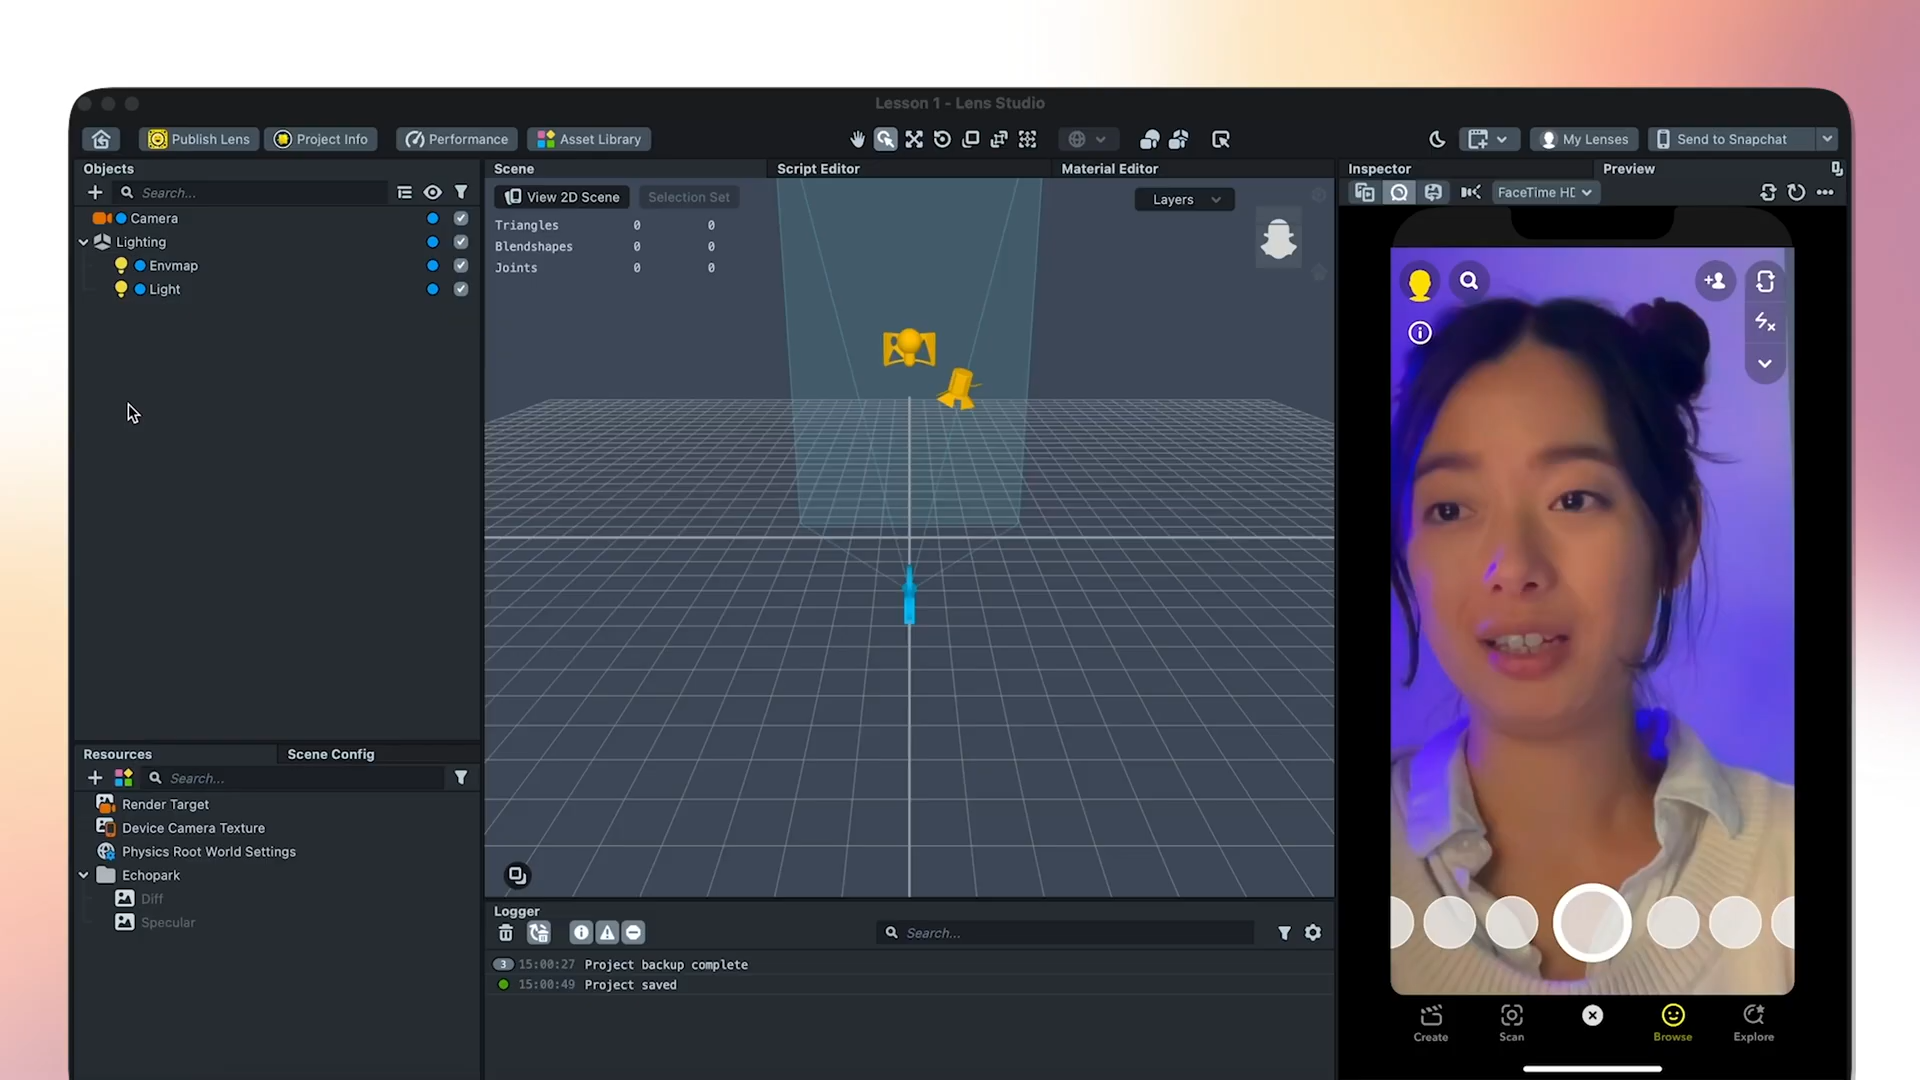 Lesson 1 - Lens Studio
Publish Lens
Project Info
Performance
Asset Library
My Lenses
Send to Snapchat
Objects
Search...
Camera
Lighting
Envmap
Light
Scene
Script Editor
Material Editor
View 2D Scene
Selection Set
Layers
Triangles 0 0
Blendshapes 0 0
Joints 0 0
Inspector
Preview
FaceTime HD
Resources
Scene Config
Search...
Render Target
Device Camera Texture
Physics Root World Settings
Echopark
Diff
Specular
Logger
Search...
3 15:00:27 Project backup complete
15:00:49 Project saved
Create
Scan
Browse
Explore